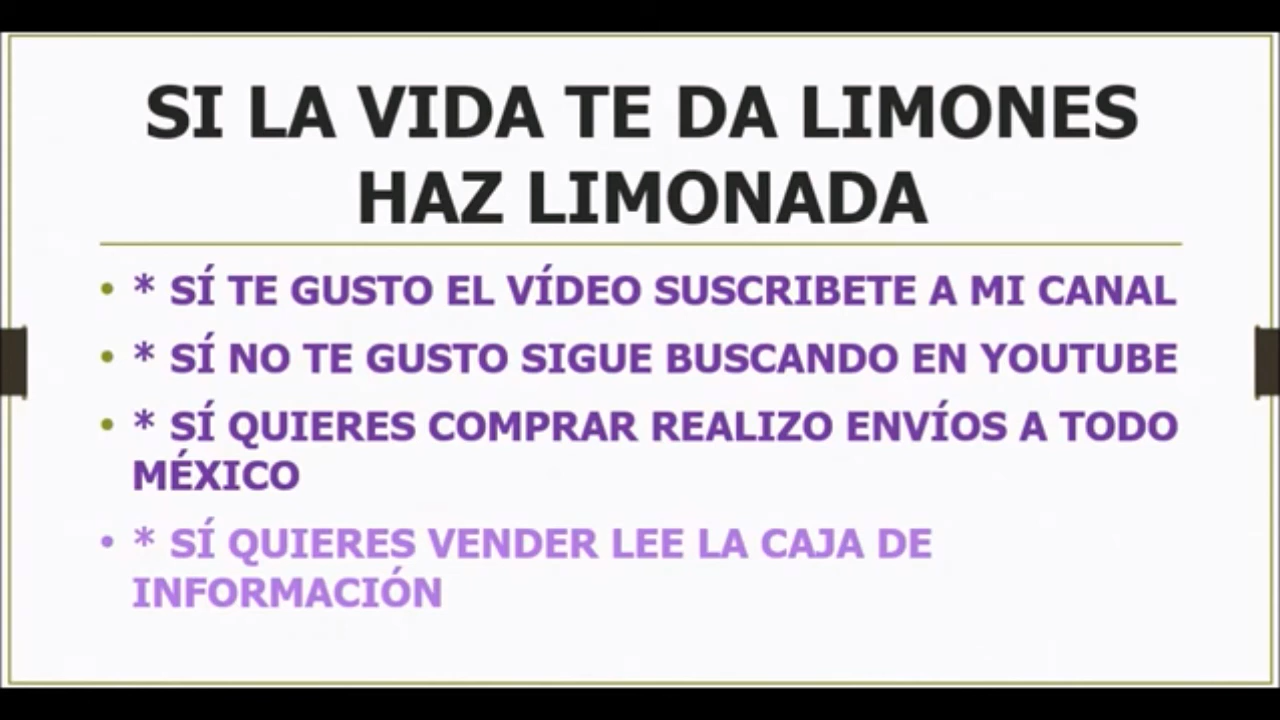 SI LA VIDA TE DA LIMONES
HAZ LIMONADA
• * SÍ TE GUSTO EL VÍDEO SUSCRIBETE A MI CANAL
• * SÍ NO TE GUSTO SIGUE BUSCANDO EN YOUTUBE
• * SÍ QUIERES COMPRAR REALIZO ENVÍOS A TODO
MÉXICO
• * SÍ QUIERES VENDER LEE LA CAJA DE
INFORMACIÓN